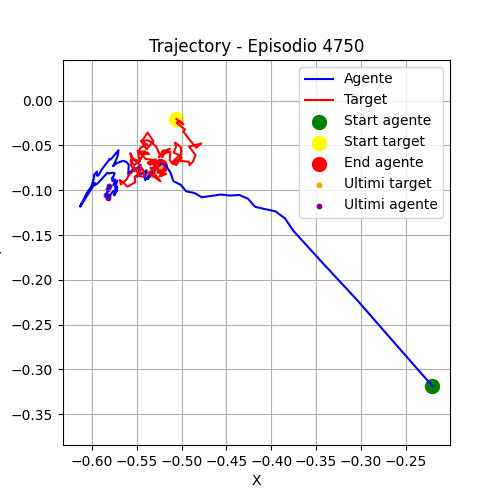 Trajectory - Episodio 4750
Agente
Target
Start agente
Start target
End agente
Ultimi target
Ultimi agente
0.00
−0.05
−0.10
−0.15
−0.20
−0.25
−0.30
−0.35
−0.60 −0.55 −0.50 −0.45 −0.40 −0.35 −0.30 −0.25
X